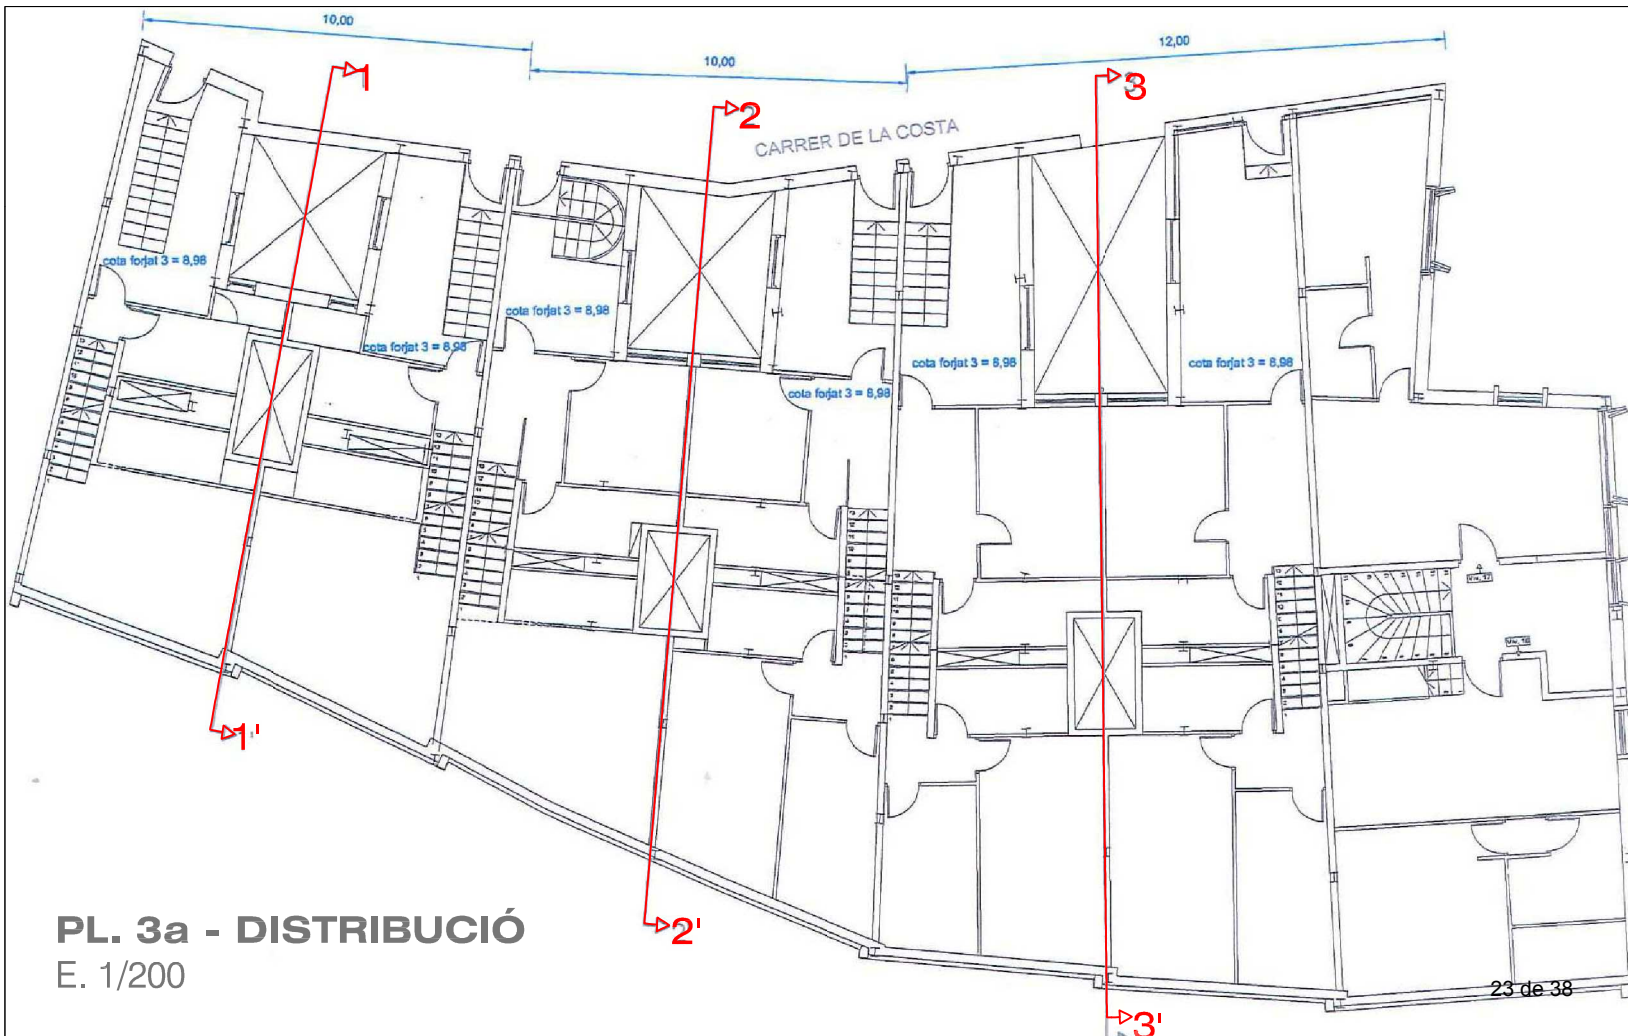 10,00
12,00
10,00
1
2
3
CARRER DE LA COSTA
cota forjat 3 = 8,98
cota forjat 3 = 8,98
cota forjat 3 = 8,98
cota forjat 3 = 8,98
cota forjat 3 = 8,98
cota forjat 3 = 8,98
1'
2'
3'
PL. 3a - DISTRIBUCIÓ
E. 1/200
23 de 38